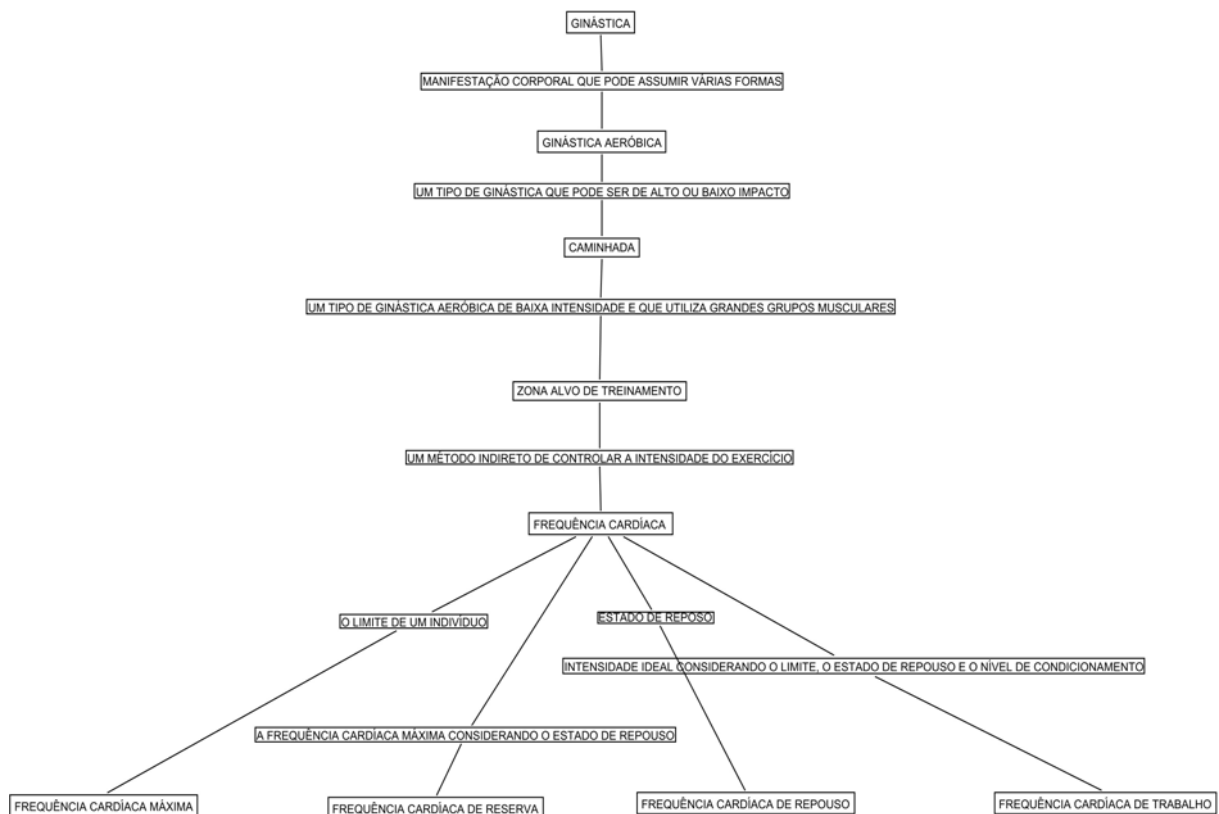 GINÁSTICA
MANIFESTAÇÃO CORPORAL QUE PODE ASSUMIR VÁRIAS FORMAS
GINÁSTICA AERÓBICA
UM TIPO DE GINÁSTICA QUE PODE SER DE ALTO OU BAIXO IMPACTO
CAMINHADA
UM TIPO DE GINÁSTICA AERÓBICA DE BAIXA INTENSIDADE E QUE UTILIZA GRANDES GRUPOS MUSCULARES
ZONA ALVO DE TREINAMENTO
UM MÉTODO INDIRETO DE CONTROLAR A INTENSIDADE DO EXERCÍCIO
FREQUÊNCIA CARDÍACA
O LIMITE DE UM INDIVÍDUO
ESTADO DE REPOSO
INTENSIDADE IDEAL CONSIDERANDO O LIMITE, O ESTADO DE REPOUSO E O NÍVEL DE CONDICIONAMENTO
A FREQUÊNCIA CARDÍACA MÁXIMA CONSIDERANDO O ESTADO DE REPOUSO
FREQUÊNCIA CARDÍACA MÁXIMA
FREQUÊNCIA CARDÍACA DE RESERVA
FREQUÊNCIA CARDÍACA DE REPOUSO
FREQUÊNCIA CARDÍACA DE TRABALHO